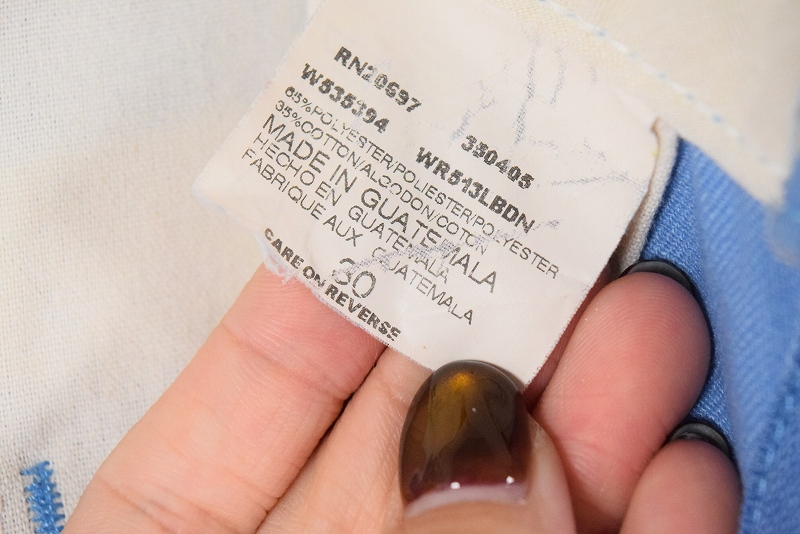 RN20697
W535394 350405
65%POLYESTER/POLIESTER/POLYESTER
35%COTTON/ALGODON/COTON WR513LBDN
MADE IN GUATEMALA
HECHO EN GUATEMALA
FABRIQUE AUX GUATEMALA
30
CARE ON REVERSE